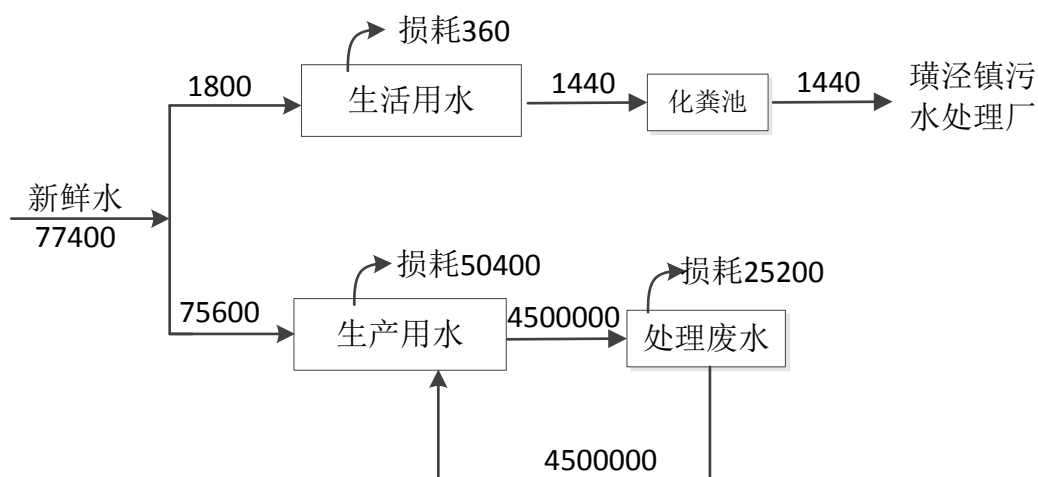 损耗360
1800
生活用水
1440
化粪池
1440
璜泾镇污
水处理厂
新鲜水
77400
损耗50400
损耗25200
75600
生产用水
4500000
处理废水
4500000